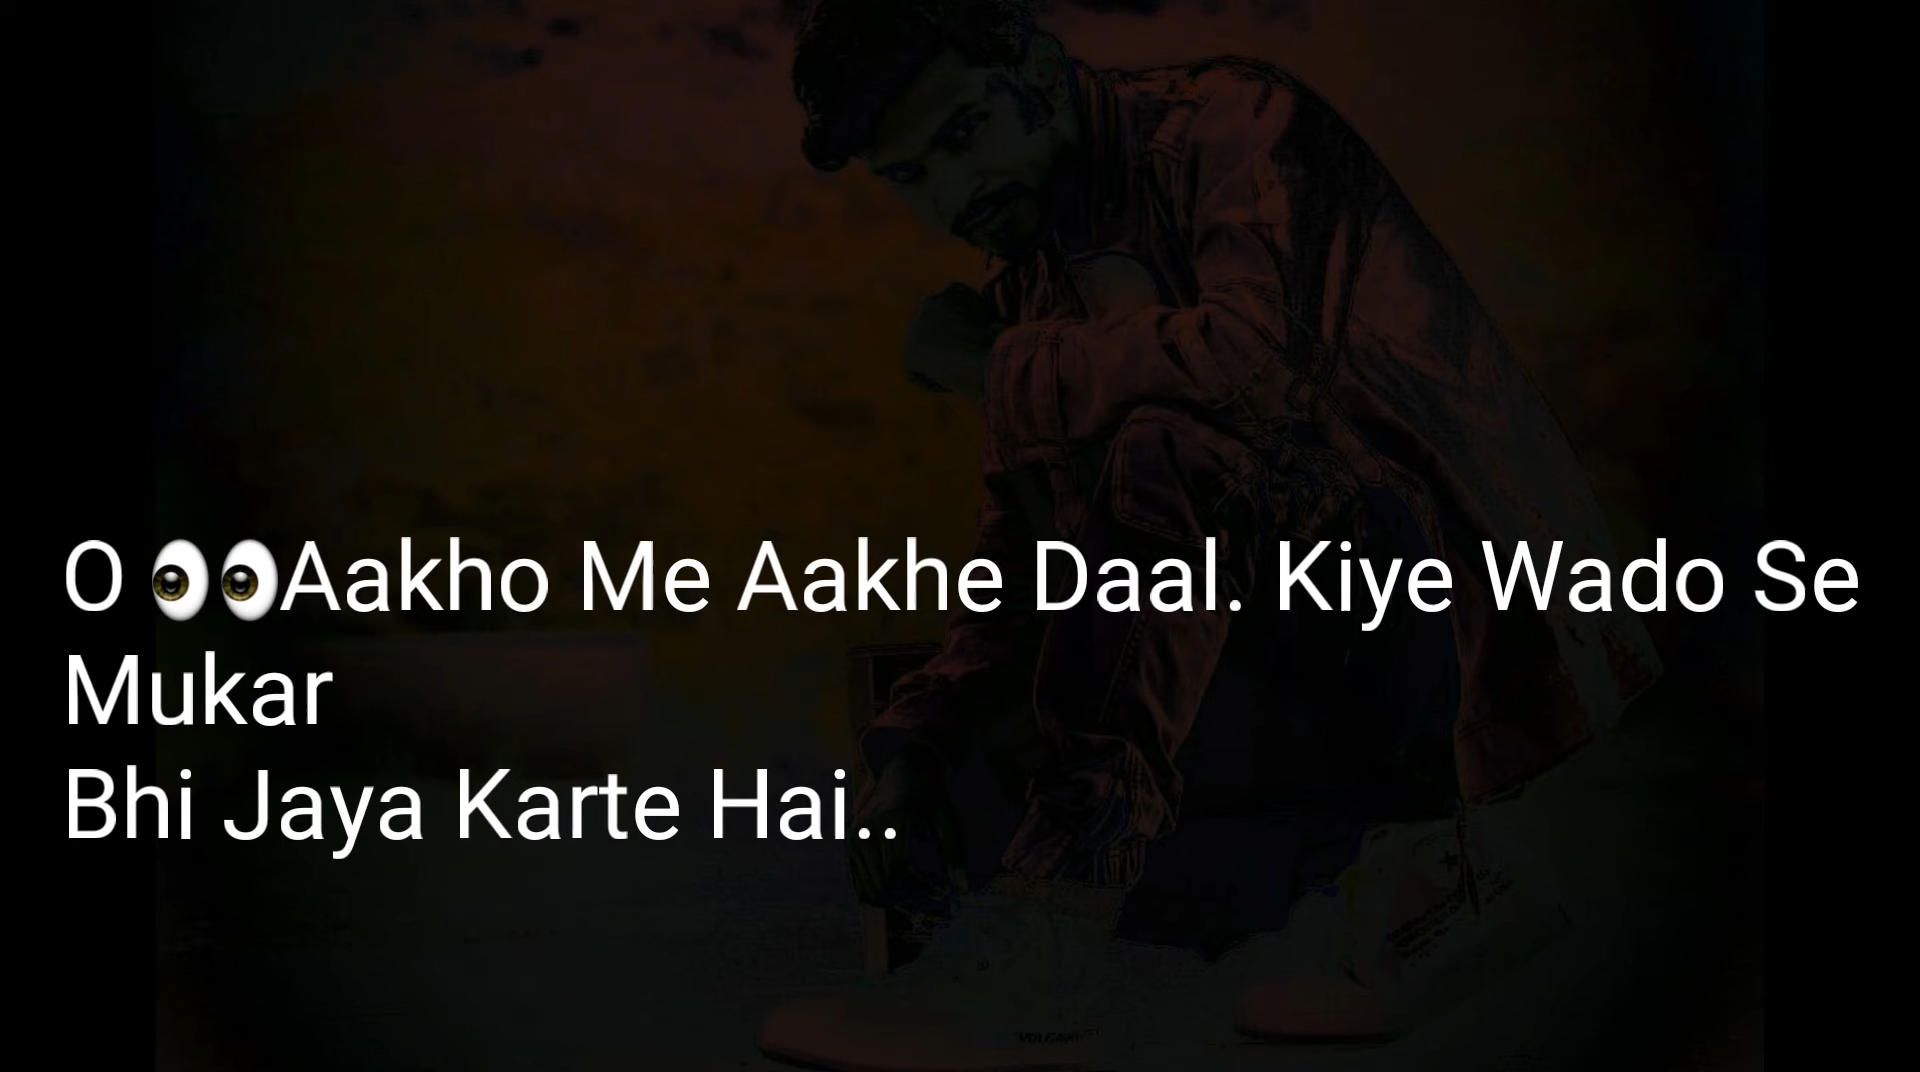 O 👀Aakho Me Aakhe Daal. Kiye Wado Se
Mukar
Bhi Jaya Karte Hai..